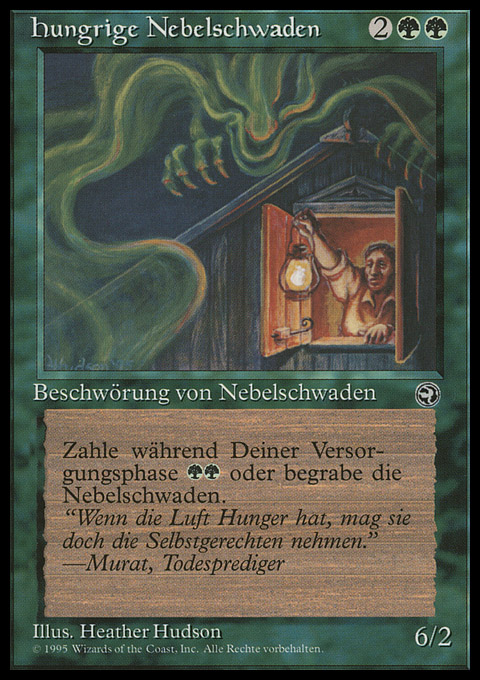 Hungrige Nebelschwaden 2
Beschwörung von Nebelschwaden
Zahle während Deiner Versor-
gungsphase oder begrabe die
Nebelschwaden.
“Wenn die Luft Hunger hat, mag sie
doch die Selbstgerechten nehmen.”
—Murat, Todesprediger
Illus. Heather Hudson
6/2
© 1995 Wizards of the Coast, Inc. Alle Rechte vorbehalten.